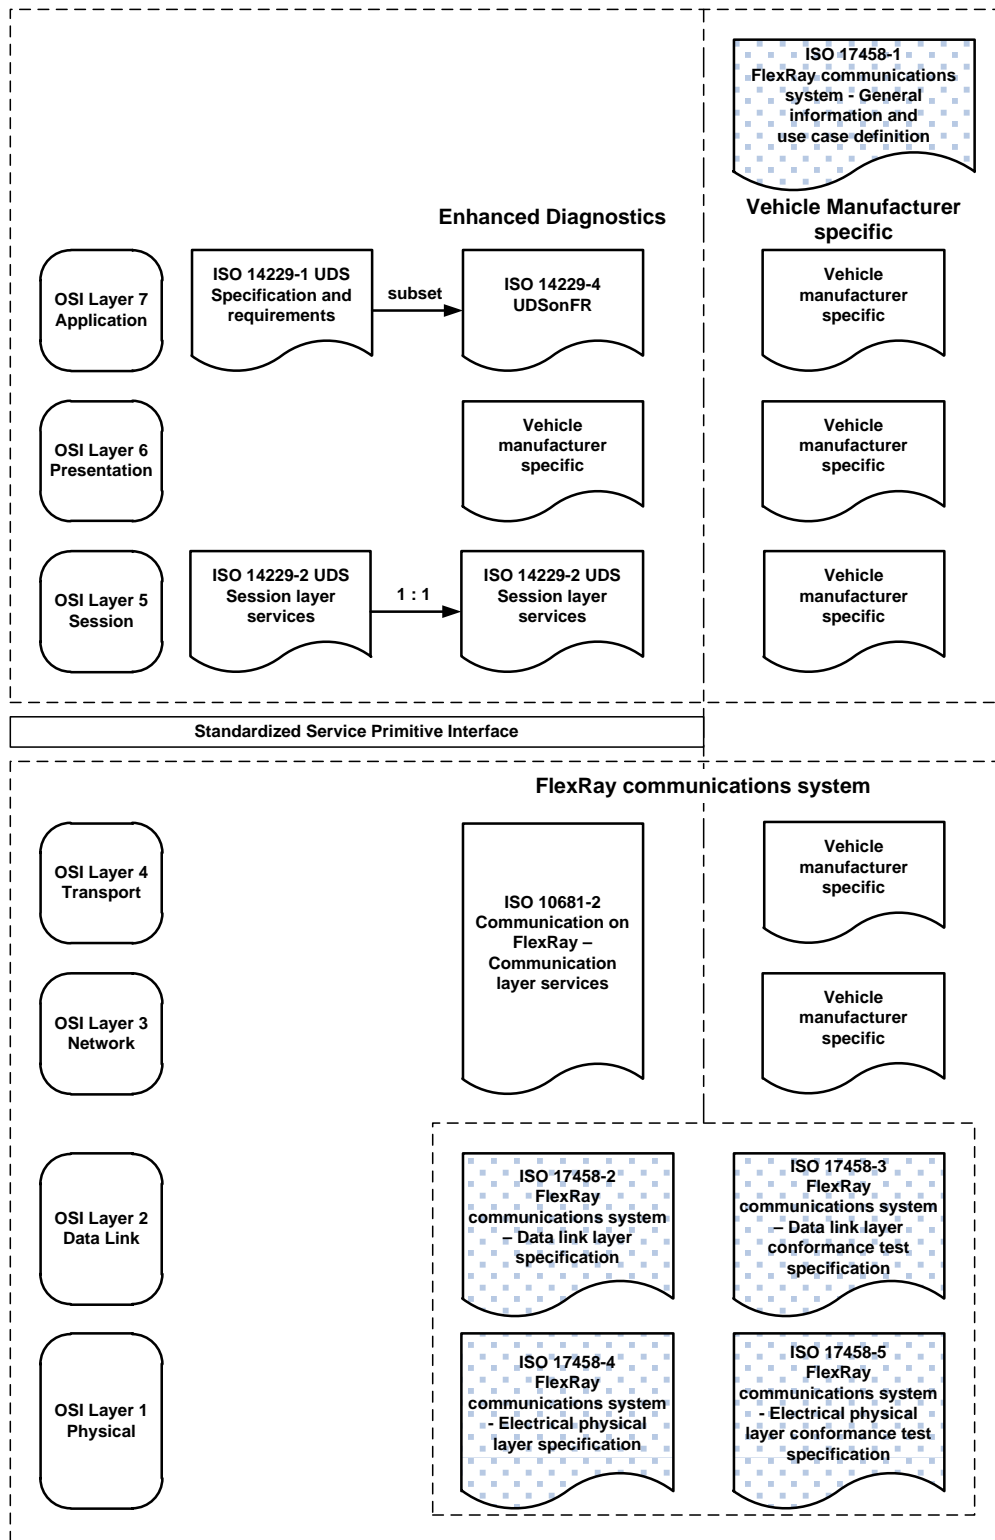 ISO 17458-1
FlexRay communications
system - General
information and
use case definition
Enhanced Diagnostics
Vehicle Manufacturer
specific
OSI Layer 7
Application
ISO 14229-1 UDS
Specification and
requirements
subset
ISO 14229-4
UDSonFR
Vehicle
manufacturer
specific
OSI Layer 6
Presentation
Vehicle
manufacturer
specific
Vehicle
manufacturer
specific
OSI Layer 5
Session
ISO 14229-2 UDS
Session layer
services
1 : 1
ISO 14229-2 UDS
Session layer
services
Vehicle
manufacturer
specific
Standardized Service Primitive Interface
FlexRay communications system
OSI Layer 4
Transport
ISO 10681-2
Communication on
FlexRay –
Communication
layer services
Vehicle
manufacturer
specific
OSI Layer 3
Network
Vehicle
manufacturer
specific
OSI Layer 2
Data Link
ISO 17458-2
FlexRay
communications system
– Data link layer
specification
ISO 17458-3
FlexRay
communications system
– Data link layer
conformance test
specification
OSI Layer 1
Physical
ISO 17458-4
FlexRay
communications system
- Electrical physical
layer specification
ISO 17458-5
FlexRay
communications system
- Electrical physical
layer conformance test
specification